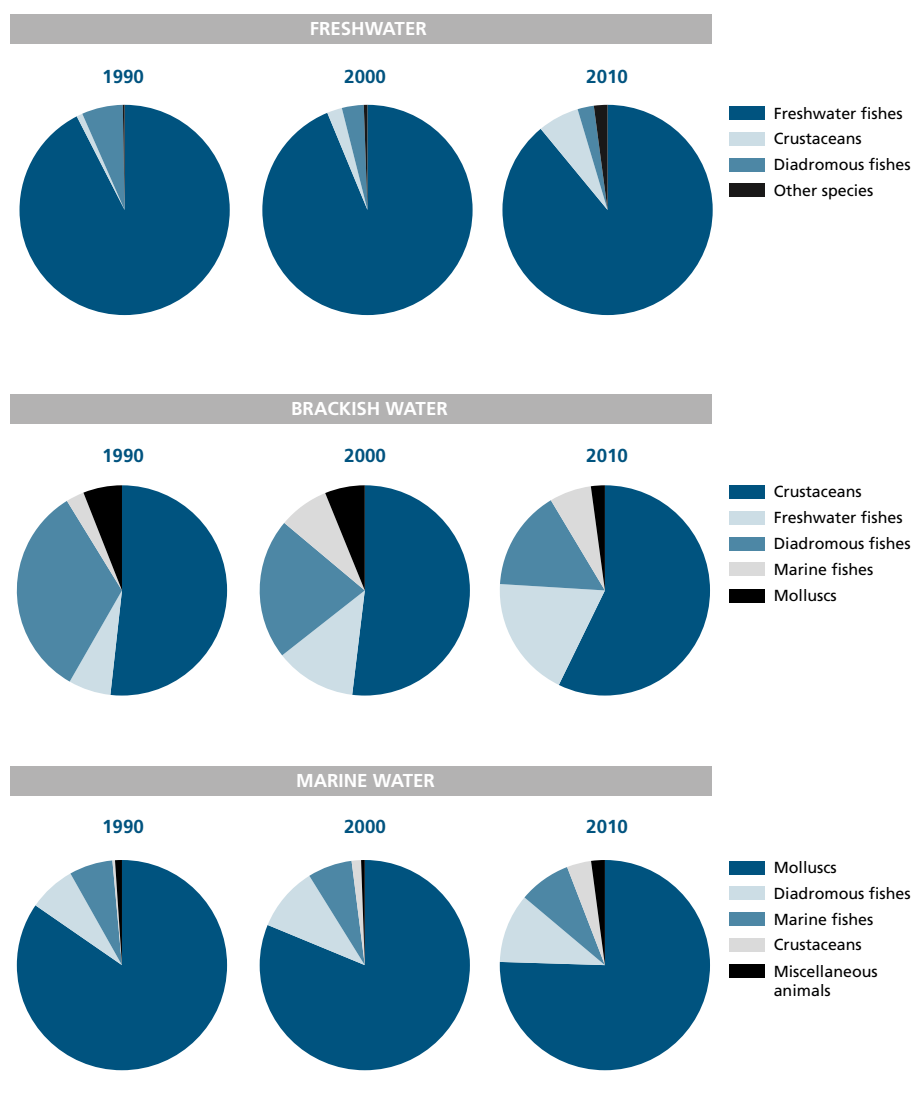 FRESHWATER
1990
2000
2010
Freshwater fishes
Crustaceans
Diadromous fishes
Other species
BRACKISH WATER
1990
2000
2010
Crustaceans
Freshwater fishes
Diadromous fishes
Marine fishes
Molluscs
MARINE WATER
1990
2000
2010
Molluscs
Diadromous fishes
Marine fishes
Crustaceans
Miscellaneous
animals